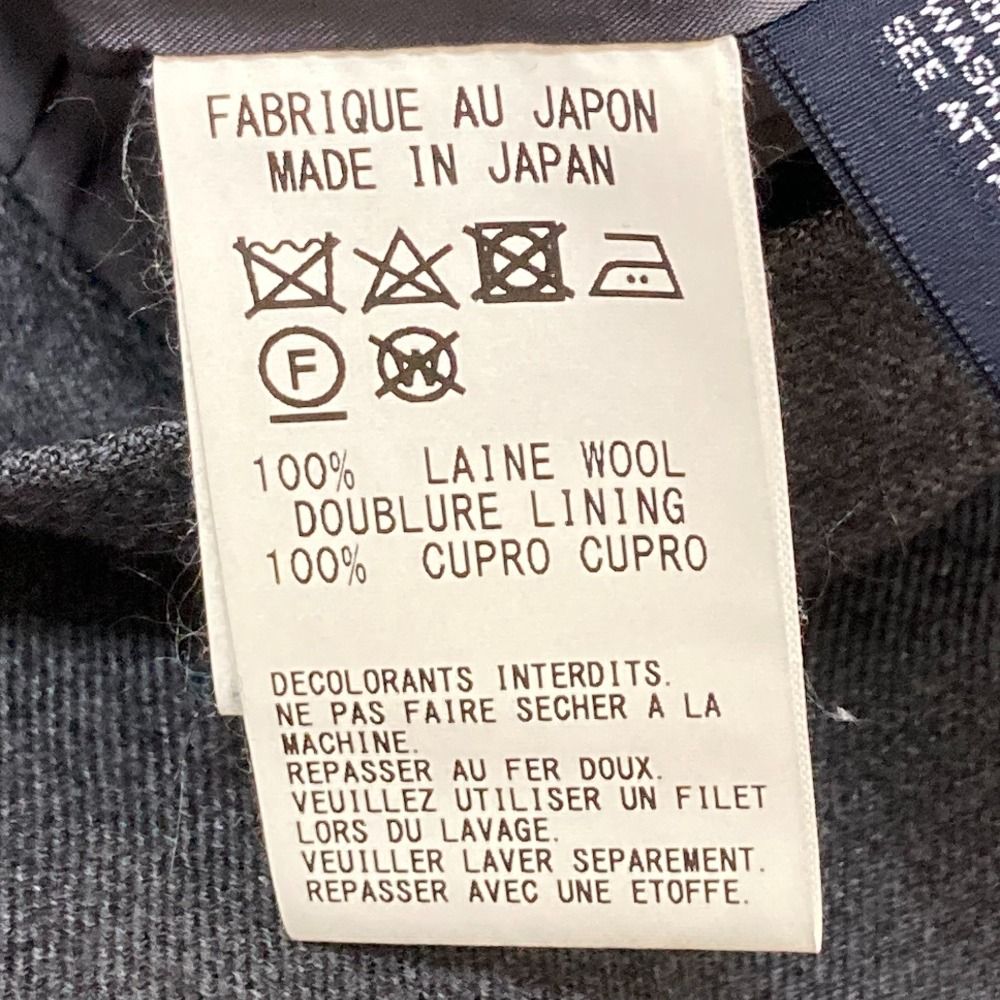 FABRIQUE AU JAPON
MADE IN JAPAN
F
W
100% LAINE WOOL
DOUBLURE LINING
100% CUPRO CUPRO
DECOLORANTS INTERDITS.
NE PAS FAIRE SECHER A LA
MACHINE.
REPASSER AU FER DOUX.
VEUILLEZ UTILISER UN FILET
LORS DU LAVAGE.
VEUILLER LAVER SEPAREMENT.
REPASSER AVEC UNE ETOFFE.
SEE